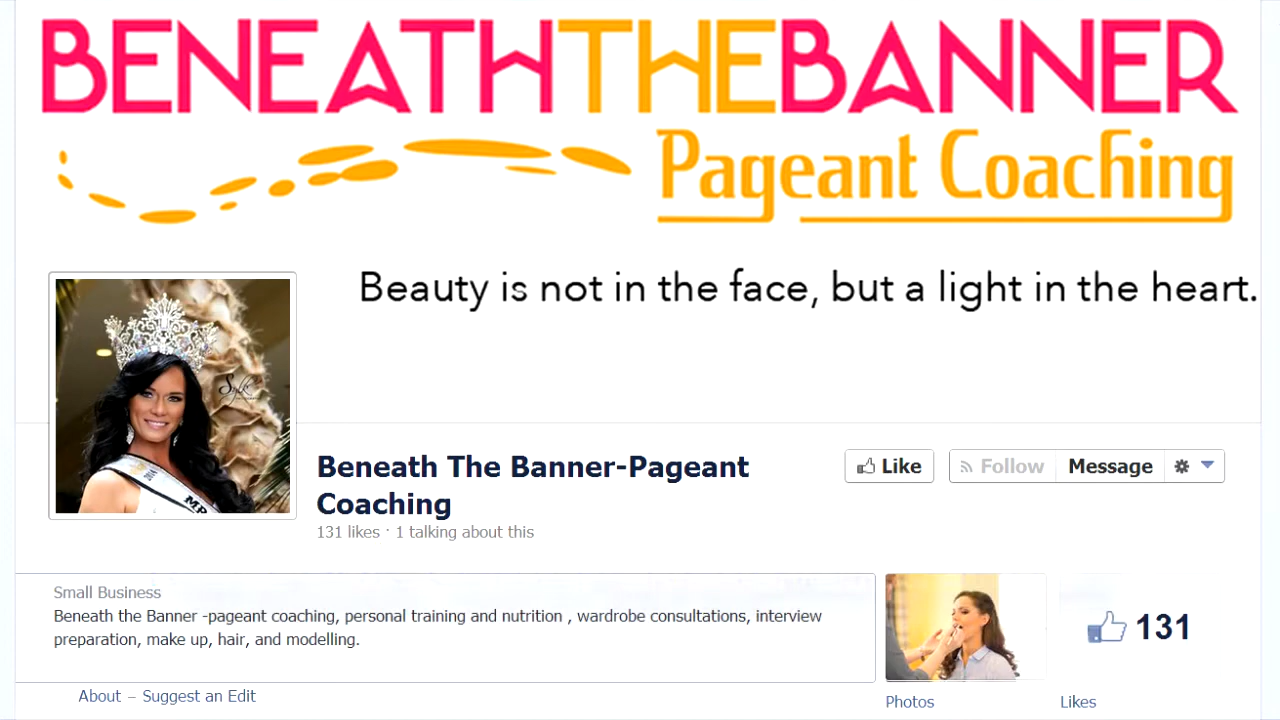 BENEATHTHEBANNER
Pageant Coaching
Beauty is not in the face, but a light in the heart.
Beneath The Banner-Pageant
Coaching
131 likes · 1 talking about this
Like
Follow
Message
Small Business
Beneath the Banner -pageant coaching, personal training and nutrition , wardrobe consultations, interview
preparation, make up, hair, and modelling.
131
About – Suggest an Edit
Photos
Likes